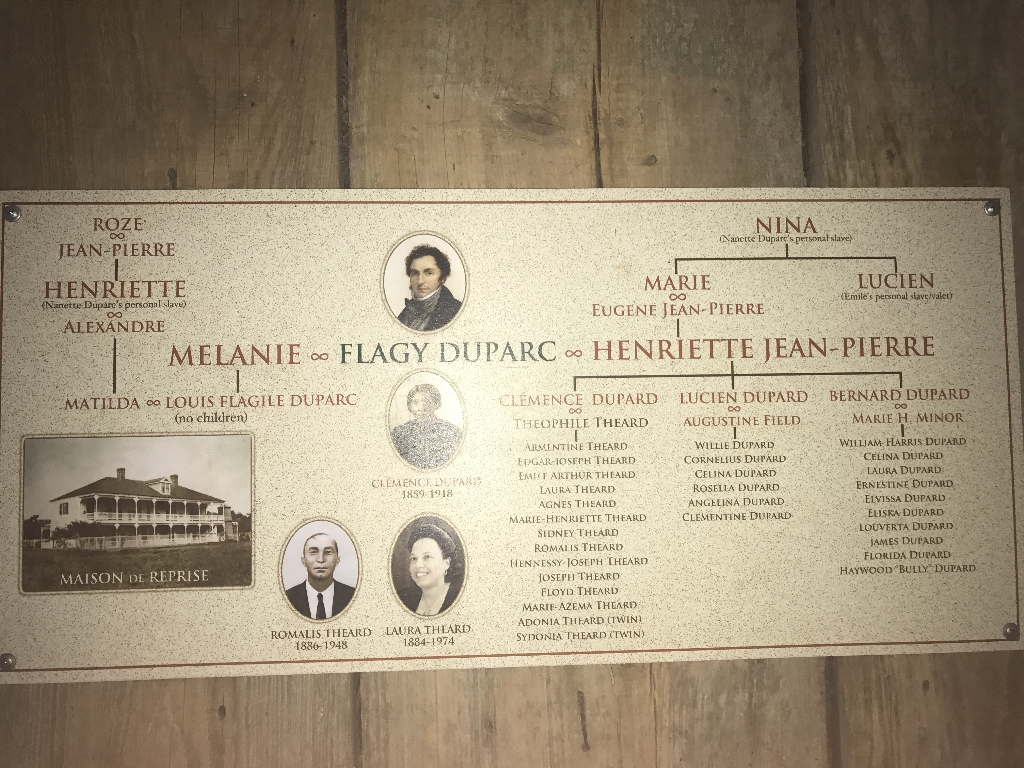 ROZE
∞
JEAN-PIERRE
HENRIETTE
(Nanette Duparc's personal slave)
∞
ALEXANDRE
NINA
(Nanette Duparc's personal slave)
MARIE
∞
EUGENE JEAN-PIERRE
LUCIEN
(Emile's personal slave/valet)
MELANIE ∞ FLAGY DUPARC ∞ HENRIETTE JEAN-PIERRE
MATILDA ∞ LOUIS FLAGILE DUPARC
(no children)
MAISON DE REPRISE
CLEMENCE DUPARD
1859-1918
ROMALIS THEARD
1886-1948
LAURA THEARD
1884-1974
CLEMENCE DUPARD
∞
THEOPHILE THEARD
ARMENTINE THEARD
EDGAR-JOSEPH THEARD
EMILE ARTHUR THEARD
LAURA THEARD
AGNES THEARD
MARIE-HENRIETTE THEARD
SIDNEY THEARD
ROMALIS THEARD
HENNESSY-JOSEPH THEARD
JOSEPH THEARD
FLOYD THEARD
MARIE-AZEMA THEARD
ADONIA THEARD (TWIN)
SYDONIA THEARD (TWIN)
LUCIEN DUPARD
∞
AUGUSTINE FIELD
WILLIE DUPARD
CORNELIUS DUPARD
CELINA DUPARD
ROSELIA DUPARD
ANGELINA DUPARD
CLEMENTINE DUPARD
BERNARD DUPARD
∞
MARIE H. MINOR
WILLIAM HARRIS DUPARD
CELINA DUPARD
LAURA DUPARD
ERNESTINE DUPARD
ELVISSA DUPARD
ELISKA DUPARD
LOUVERTA DUPARD
JAMES DUPARD
FLORIDA DUPARD
HAYWOOD "BULLY" DUPARD